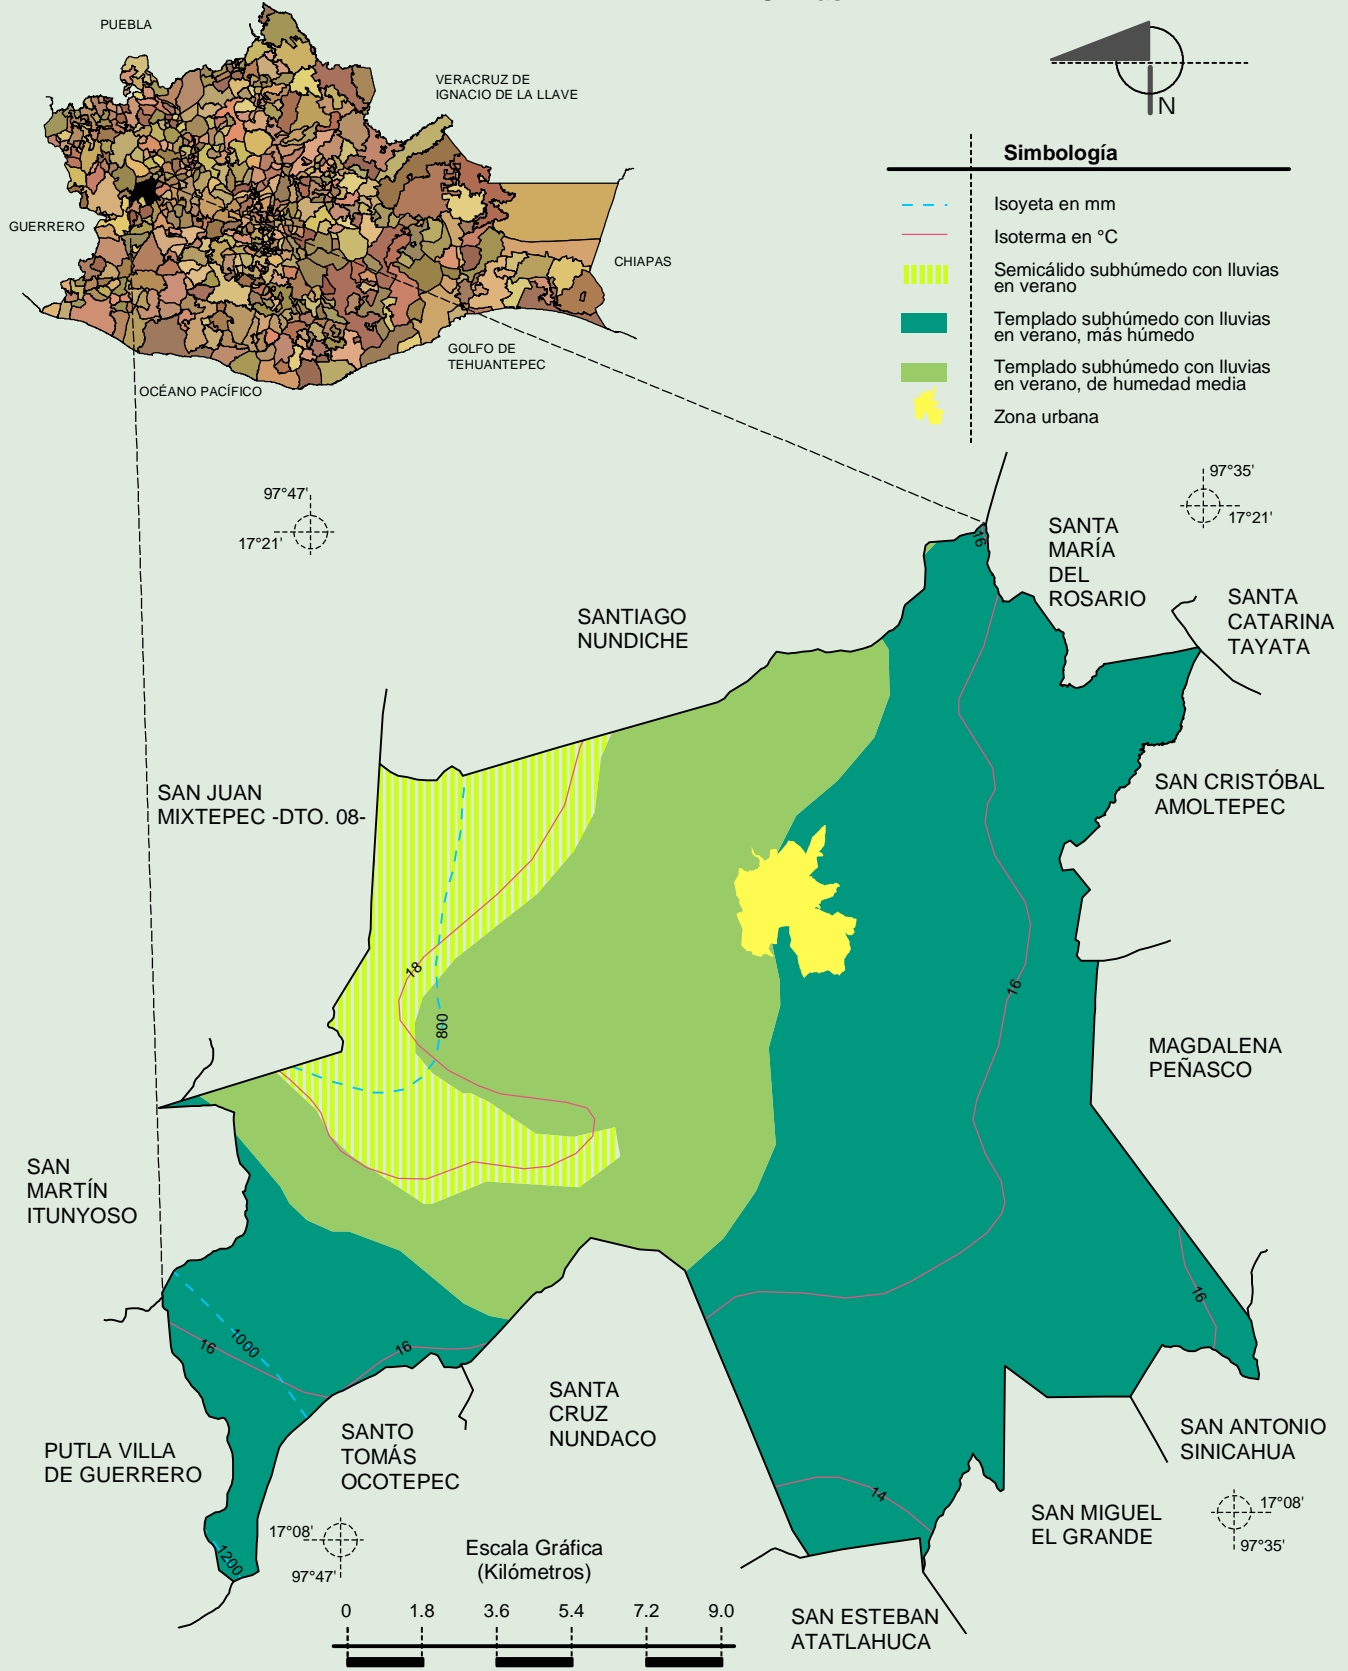 PUEBLA
VERACRUZ DE
IGNACIO DE LA LLAVE
GUERRERO
CHIAPAS
GOLFO DE
TEHUANTEPEC
OCÉANO PACÍFICO
N
Simbología
Isoyeta en mm
Isoterma en °C
Semicálido subhúmedo con lluvias
en verano
Templado subhúmedo con lluvias
en verano, más húmedo
Templado subhúmedo con lluvias
en verano, de humedad media
Zona urbana
97°47'
17°21'
97°35'
17°21'
16
SANTA
MARÍA
DEL
ROSARIO
SANTA
CATARINA
TAYATA
SANTIAGO
NUNDICHE
SAN JUAN
MIXTEPEC -DTO. 08-
SAN CRISTÓBAL
AMOLTEPEC
18
800
16
MAGDALENA
PEÑASCO
SAN
MARTÍN
ITUNYOSO
16
1000
16
16
SANTA
CRUZ
NUNDACO
SANTO
TOMÁS
OCOTEPEC
PUTLA VILLA
DE GUERRERO
SAN ANTONIO
SINICAHUA
14
SAN MIGUEL
EL GRANDE
17°08'
97°35'
1200
17°08'
97°47'
Escala Gráfica
(Kilómetros)
0 1.8 3.6 5.4 7.2 9.0
SAN ESTEBAN
ATATLAHUCA